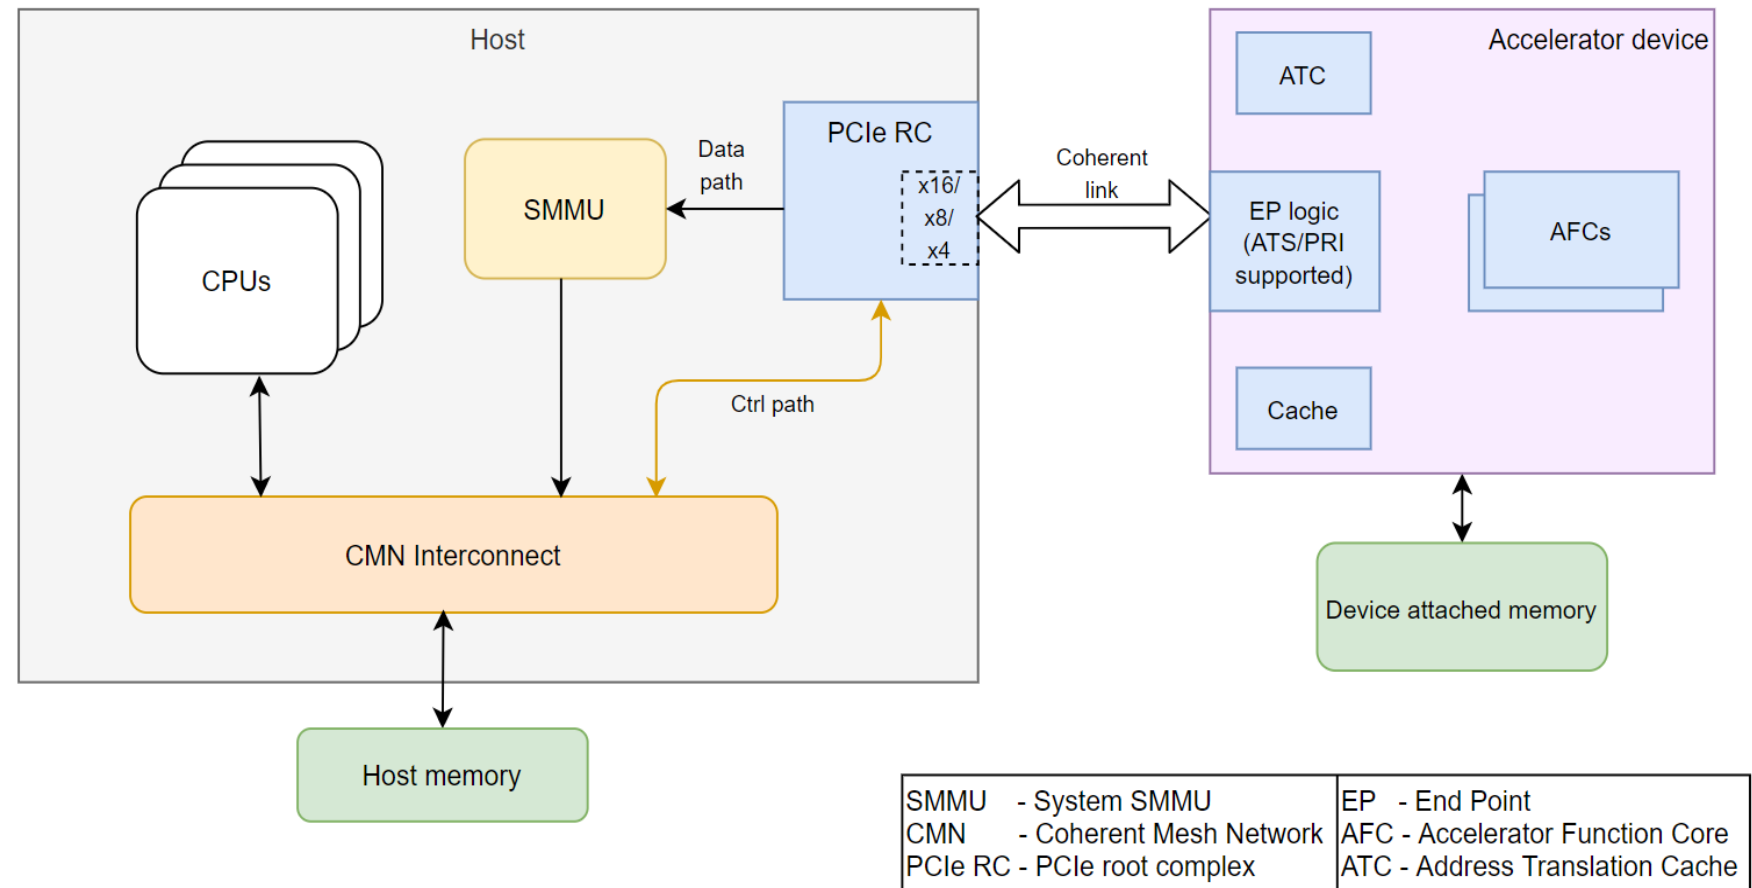 Host
Accelerator device
ATC
PCIe RC
Data
path
Coherent
link
x16/
x8/
x4
SMMU
EP logic
(ATS/PRI
supported)
AFCs
CPUs
Ctrl path
Cache
CMN Interconnect
Device attached memory
Host memory
SMMU - System SMMU
CMN - Coherent Mesh Network
PCIe RC - PCIe root complex
EP - End Point
AFC - Accelerator Function Core
ATC - Address Translation Cache